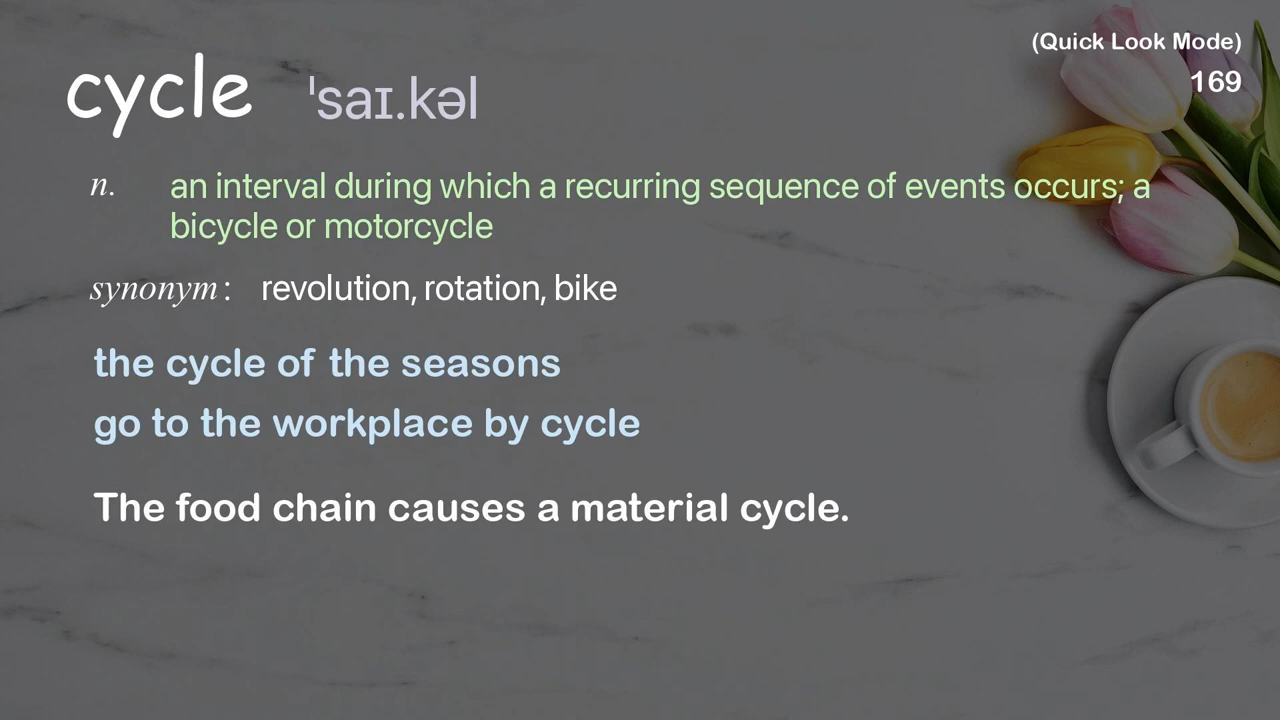 (Quick Look Mode)
169
cycle ˈsaɪ.kəl
n. an interval during which a recurring sequence of events occurs; a
bicycle or motorcycle
synonym: revolution, rotation, bike
the cycle of the seasons
go to the workplace by cycle
The food chain causes a material cycle.